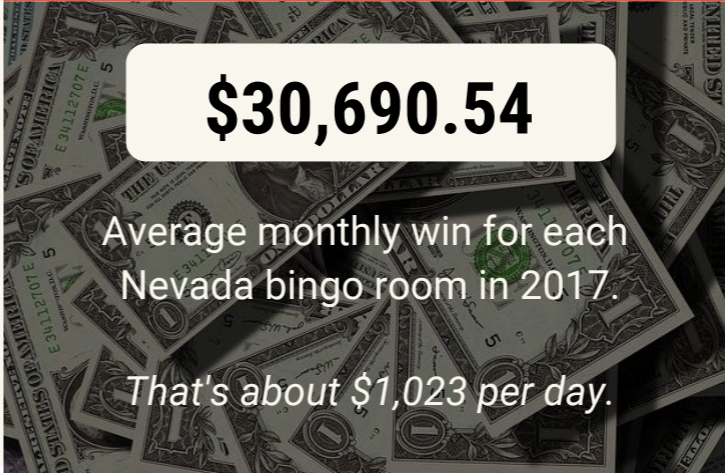 $30,690.54
Average monthly win for each
Nevada bingo room in 2017.
That's about $1,023 per day.